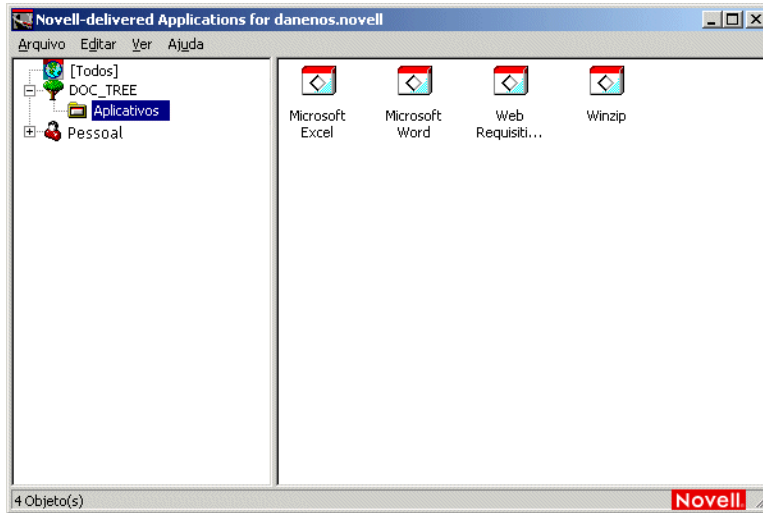 Novell-delivered Applications for danenos.novell
Arquivo Editar Ver Ajuda
[Todos]
DOC_TREE
Aplicativos
Pessoal
Microsoft Excel
Microsoft Word
Web Requisiti...
Winzip
4 Objeto(s)
Novell.